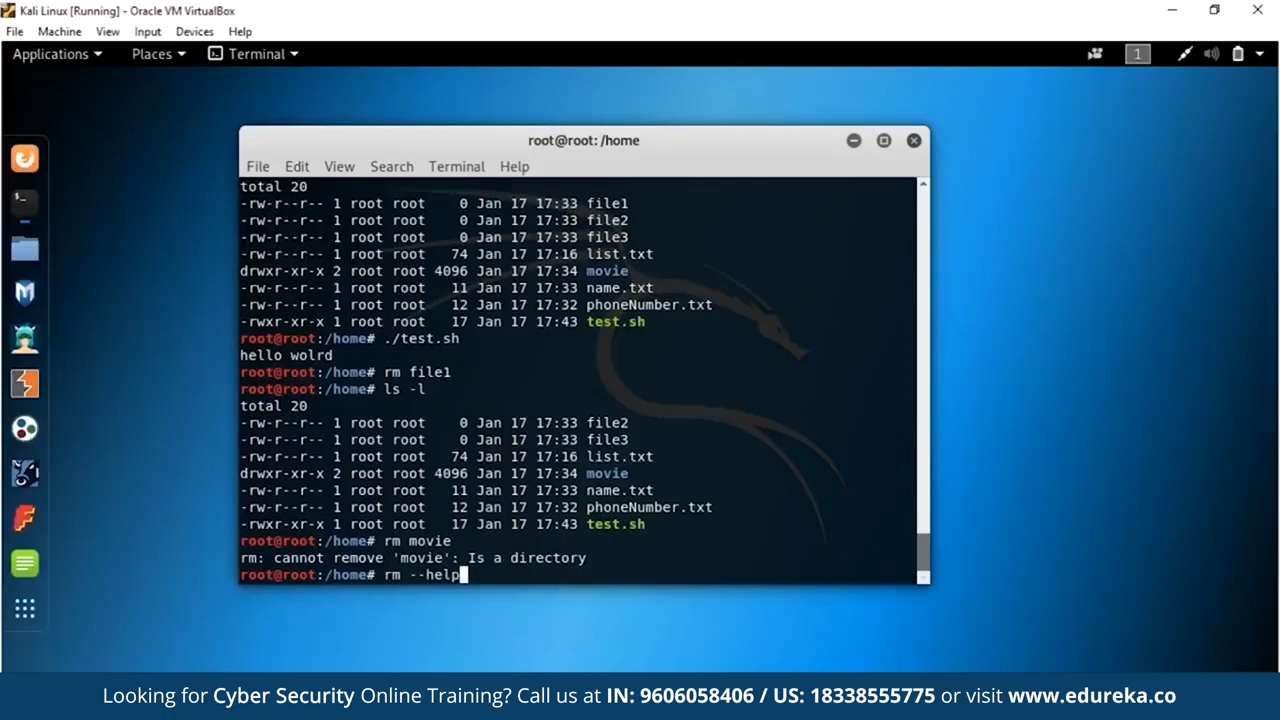 Kali Linux [Running] - Oracle VM VirtualBox
File Machine View Input Devices Help
Applications Places Terminal 1
root@root: /home
File Edit View Search Terminal Help
total 20
-rw-r--r-- 1 root root 0 Jan 17 17:33 file1
-rw-r--r-- 1 root root 0 Jan 17 17:33 file2
-rw-r--r-- 1 root root 0 Jan 17 17:33 file3
-rw-r--r-- 1 root root 74 Jan 17 17:16 list.txt
drwxr-xr-x 2 root root 4096 Jan 17 17:34 movie
-rw-r--r-- 1 root root 11 Jan 17 17:33 name.txt
-rw-r--r-- 1 root root 12 Jan 17 17:32 phoneNumber.txt
-rwxr-xr-x 1 root root 17 Jan 17 17:43 test.sh
root@root:/home# ./test.sh
hello wolrd
root@root:/home# rm file1
root@root:/home# ls -l
total 20
-rw-r--r-- 1 root root 0 Jan 17 17:33 file2
-rw-r--r-- 1 root root 0 Jan 17 17:33 file3
-rw-r--r-- 1 root root 74 Jan 17 17:16 list.txt
drwxr-xr-x 2 root root 4096 Jan 17 17:34 movie
-rw-r--r-- 1 root root 11 Jan 17 17:33 name.txt
-rw-r--r-- 1 root root 12 Jan 17 17:32 phoneNumber.txt
-rwxr-xr-x 1 root root 17 Jan 17 17:43 test.sh
root@root:/home# rm movie
rm: cannot remove 'movie': Is a directory
root@root:/home# rm --help
Looking for Cyber Security Online Training? Call us at IN: 9606058406 / US: 18338555775 or visit www.edureka.co